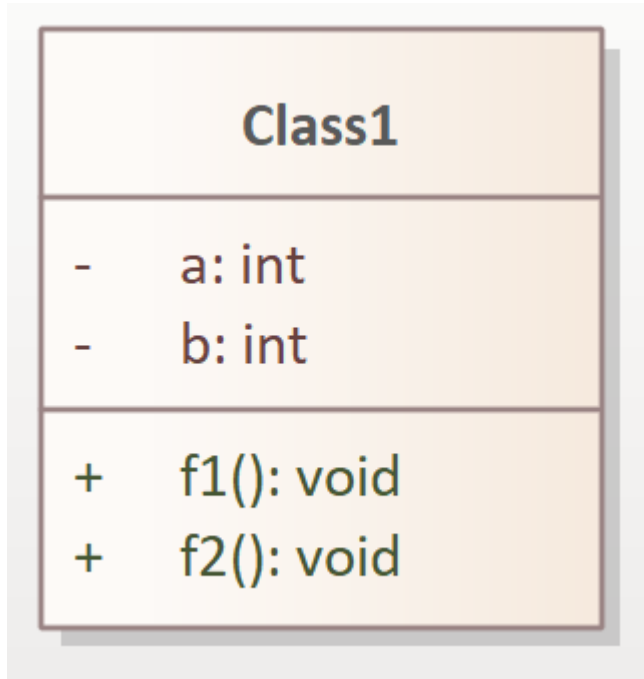 Class1
- a: int
- b: int
+ f1(): void
+ f2(): void